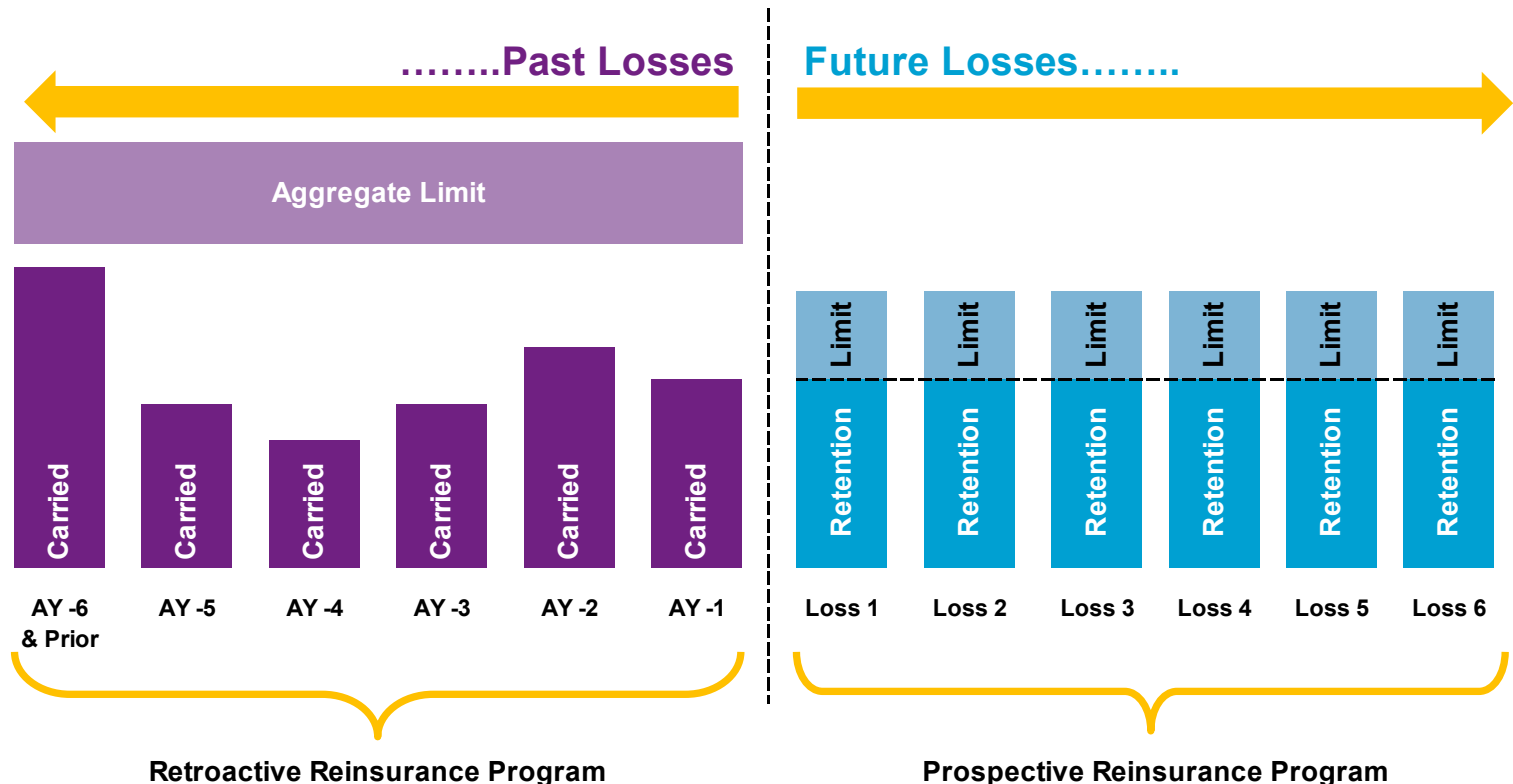 ........Past Losses
Future Losses........
Aggregate Limit
Carried
Carried
Carried
Carried
Carried
Carried
Limit
Limit
Limit
Limit
Limit
Limit
Retention
Retention
Retention
Retention
Retention
Retention
AY -6
& Prior
AY -5
AY -4
AY -3
AY -2
AY -1
Loss 1
Loss 2
Loss 3
Loss 4
Loss 5
Loss 6
Retroactive Reinsurance Program
Prospective Reinsurance Program